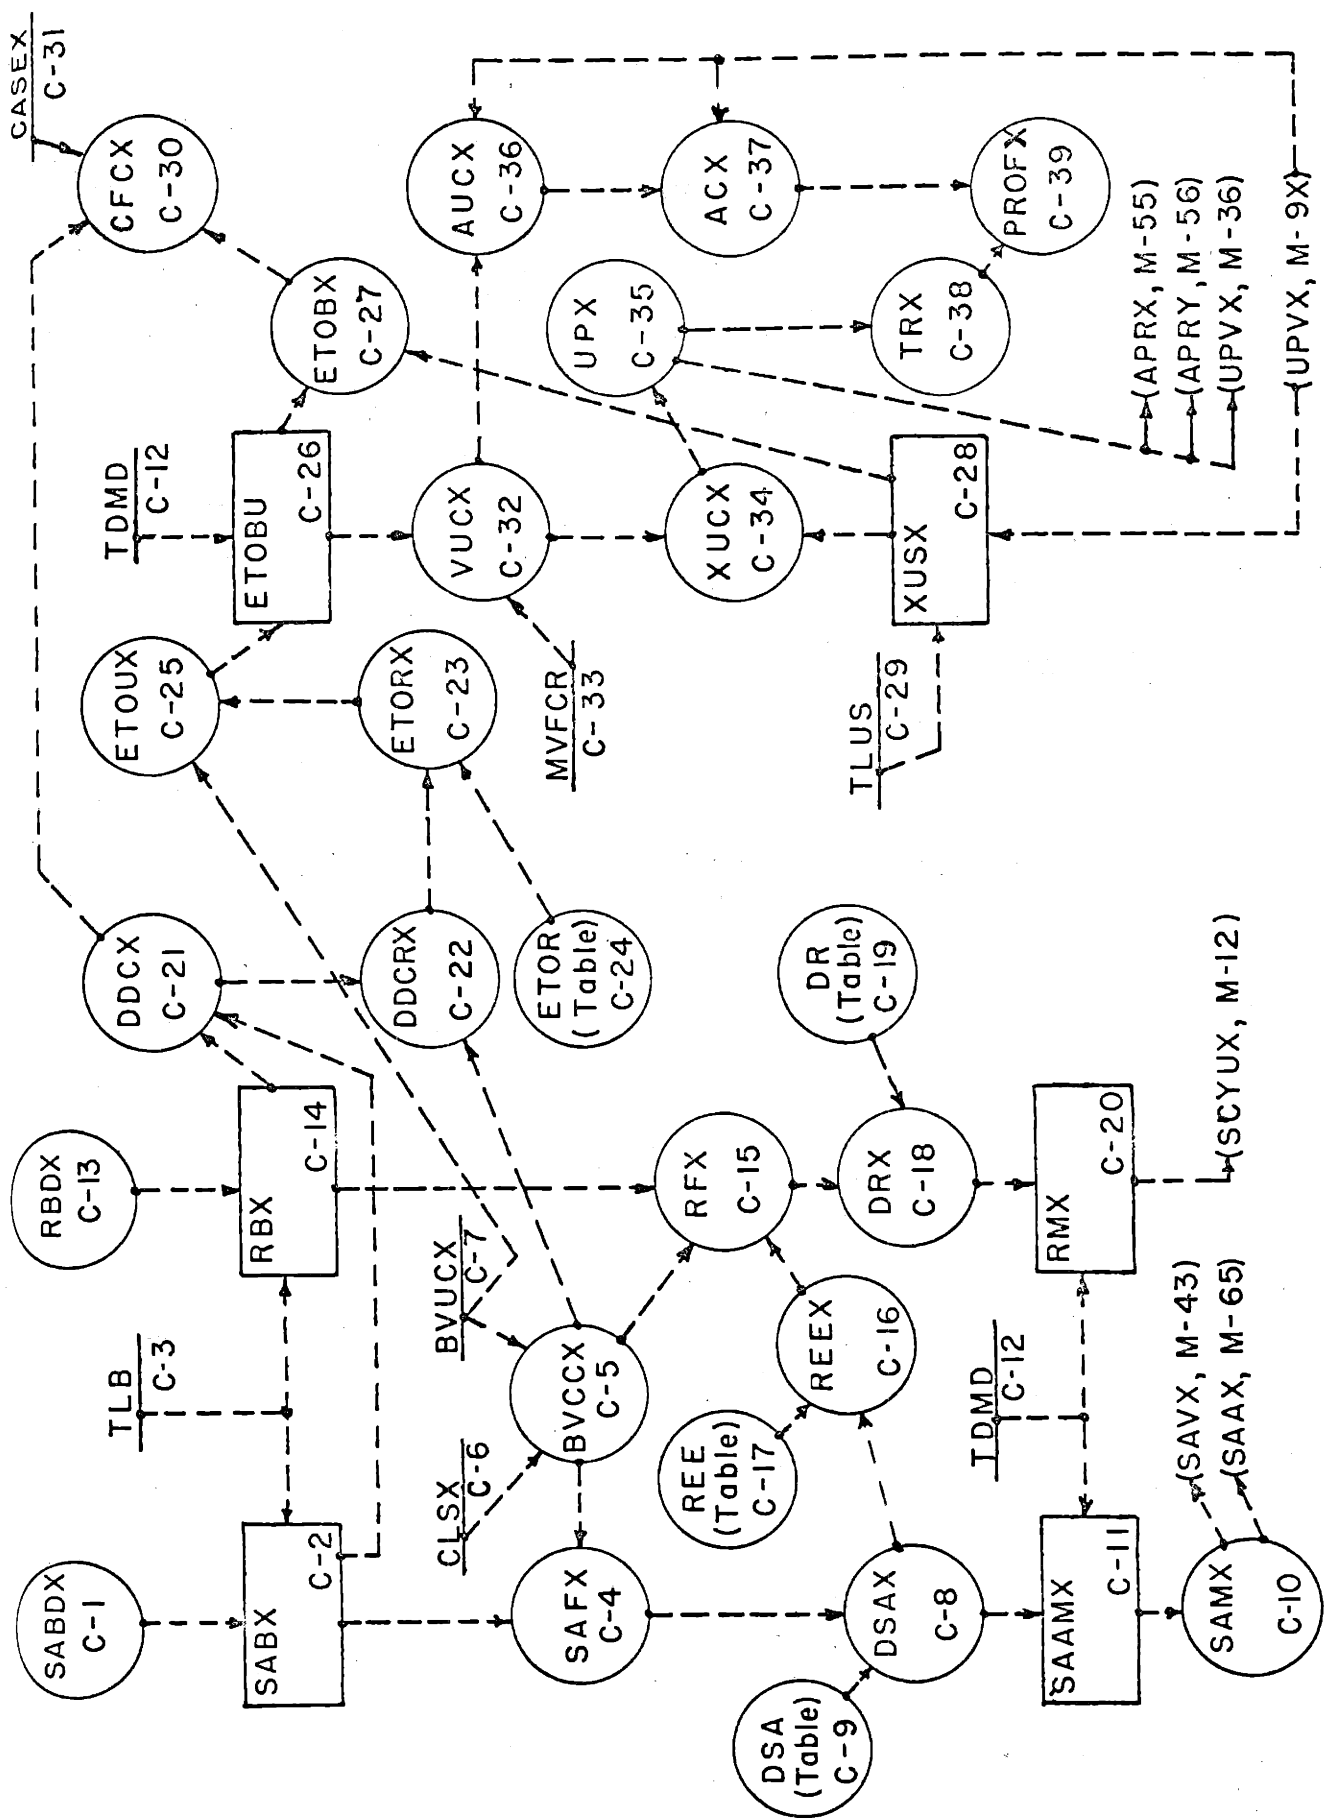 SABDX
C-1
SABX
C-2
TLB
C-3
RBDX
C-13
RBX
C-14
DDCX
C-21
ETOUX
C-25
TDMD
C-12
ETOBU
C-26
ETOBX
C-27
CFCX
C-30
CASEX
C-31
CLSX
C-6
BVUCX
C-7
SAFX
C-4
BVCCX
C-5
DDCRX
C-22
ETORX
C-23
VUCX
C-32
AUCX
C-36
RFX
C-15
ETOR
(Table)
C-24
MVFCR
C-33
UPX
C-35
XUCX
C-34
ACX
C-37
DSA
(Table)
C-9
DSAX
C-8
REE
(Table)
C-17
REEX
C-16
DRX
C-18
DR
(Table)
C-19
TLUS
C-29
XUSX
C-28
TRX
C-38
PROFX
C-39
SAAMX
C-11
TDMD
C-12
RMX
C-20
SAMX
C-10
(SAVX, M-43)
(SAAX, M-65)
(SCYUX, M-12)
(APRX, M-55)
(APRY, M-56)
(UPVX, M-36)
(UPVX, M-9X)